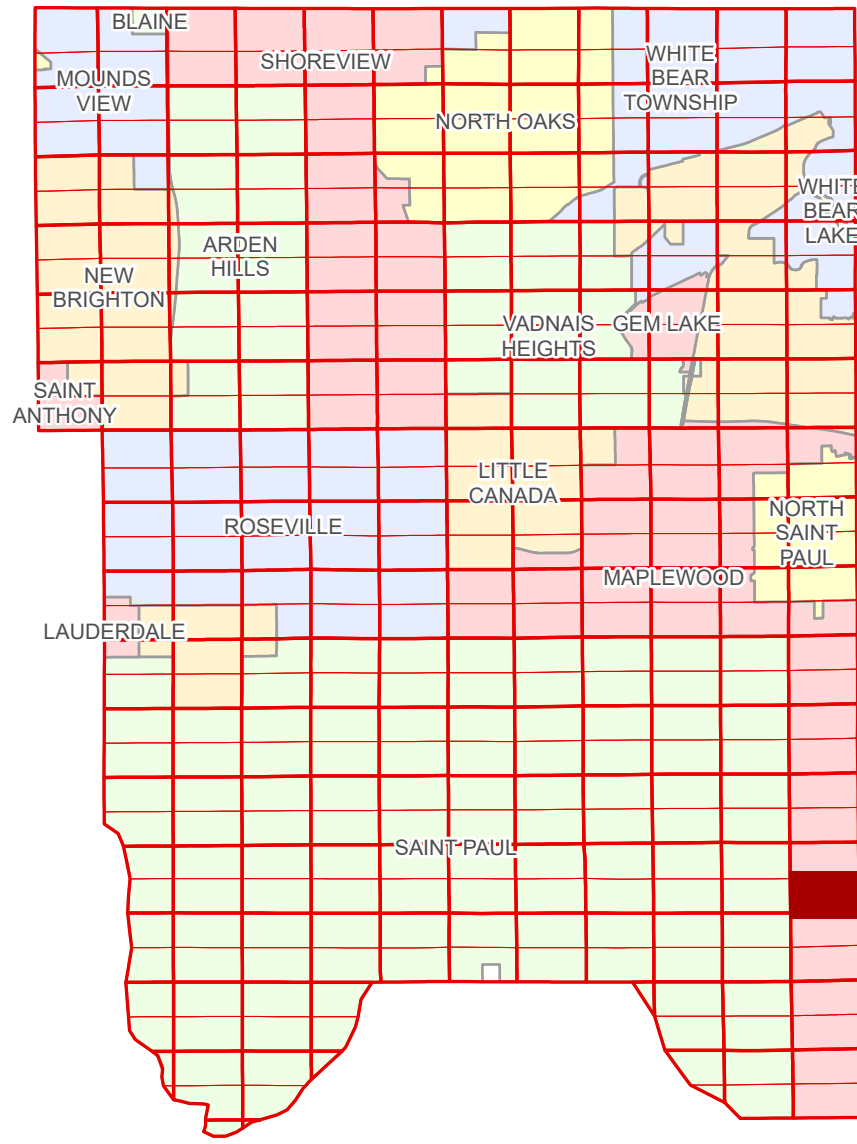 BLAINE
SHOREVIEW
WHITE
BEAR
TOWNSHIP
MOUNDS
VIEW
NORTH OAKS
WHITE
BEAR
LAKE
ARDEN
HILLS
NEW
BRIGHTON
VADNAIS
HEIGHTS
GEM LAKE
SAINT
ANTHONY
LITTLE
CANADA
NORTH
SAINT
PAUL
ROSEVILLE
MAPLEWOOD
LAUDERDALE
SAINT PAUL